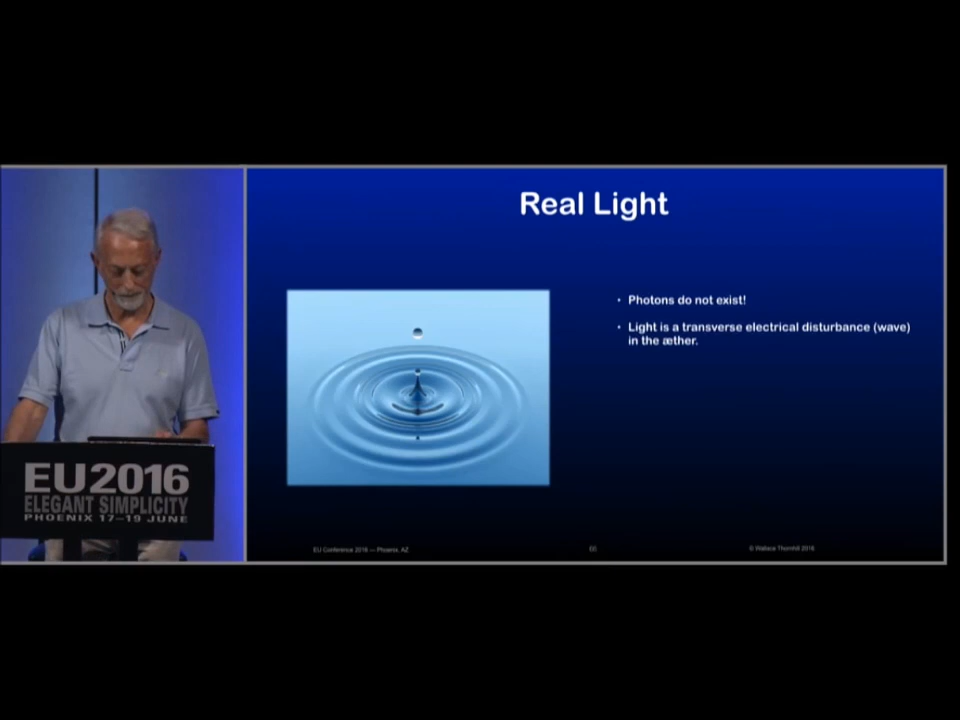 Real Light
• Photons do not exist!
• Light is a transverse electrical disturbance (wave)
in the æther.
EU2016
ELEGANT SIMPLICITY
PHOENIX 17–19 JUNE
EU Conference 2016 — Phoenix, AZ
© Wallace Thornhill 2016